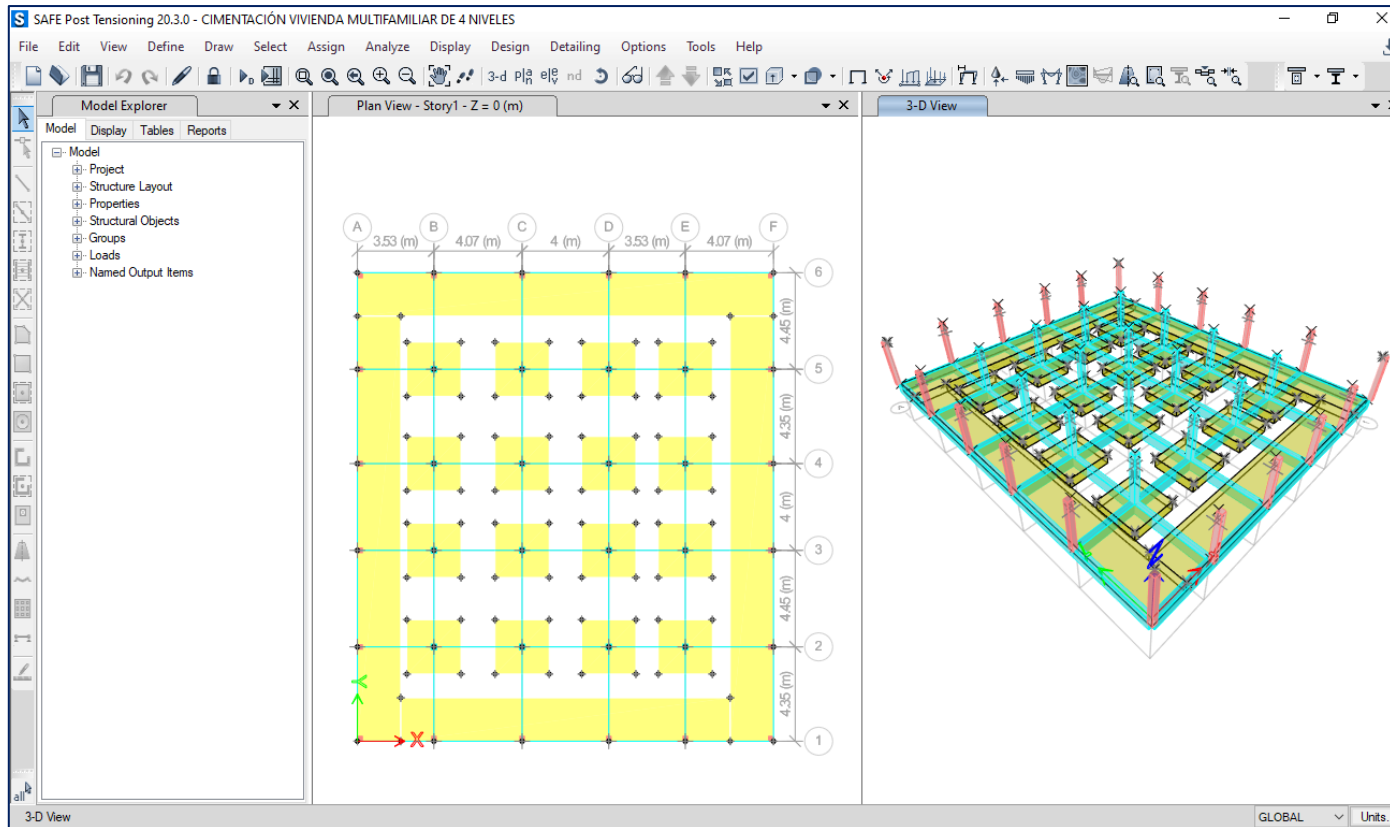 S SAFE Post Tensioning 20.3.0 - CIMENTACIÓN VIVIENDA MULTIFAMILIAR DE 4 NIVELES
File Edit View Define Draw Select Assign Analyze Display Design Detailing Options Tools Help
3-d nd
Model Explorer
Model Display Tables Reports
Model
Project
Structure Layout
Properties
Structural Objects
Groups
Loads
Named Output Items
all
Plan View - Story1 - Z = 0 (m)
A B C D E F
3.53 (m) 4.07 (m) 4 (m) 3.53 (m) 4.07 (m)
6
4.45 (m)
5
4.35 (m)
4
4 (m)
3
4.45 (m)
2
4.35 (m)
1
Y
X
3-D View
Z
3-D View
GLOBAL Units.